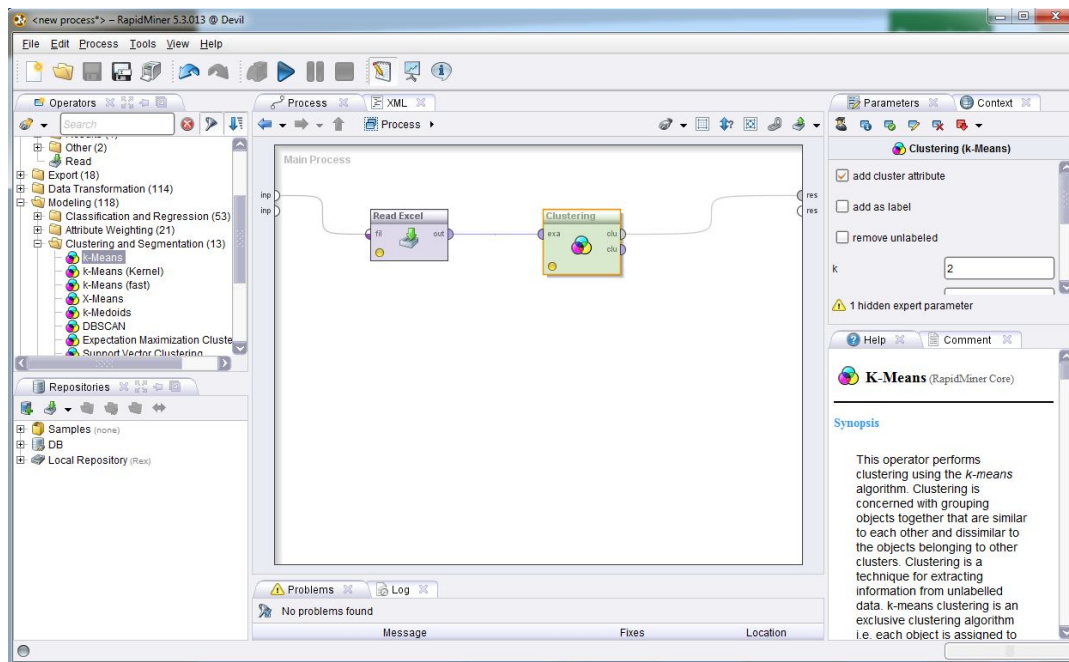 <new process*> – RapidMiner 5.3.013 @ Devil
File Edit Process Tools View Help
Operators
Search
Other (2)
Read
Export (18)
Data Transformation (114)
Modeling (118)
Classification and Regression (53)
Attribute Weighting (21)
Clustering and Segmentation (13)
k-Means
k-Means (Kernel)
k-Means (fast)
X-Means
k-Medoids
DBSCAN
Expectation Maximization Cluste
Support Vector Clustering
Repositories
Samples (none)
DB
Local Repository (Rex)
Process XML
Process
Main Process
inp
inp
Read Excel
fil out
Clustering
exa clu
clu
res
res
Problems Log
No problems found
Message Fixes Location
Parameters Context
Clustering (k-Means)
add cluster attribute
add as label
remove unlabeled
k 2
1 hidden expert parameter
Help Comment
K-Means (RapidMiner Core)
Synopsis
This operator performs
clustering using the k-means
algorithm. Clustering is
concerned with grouping
objects together that are similar
to each other and dissimilar to
the objects belonging to other
clusters. Clustering is a
technique for extracting
information from unlabelled
data. k-means clustering is an
exclusive clustering algorithm
i.e. each object is assigned to